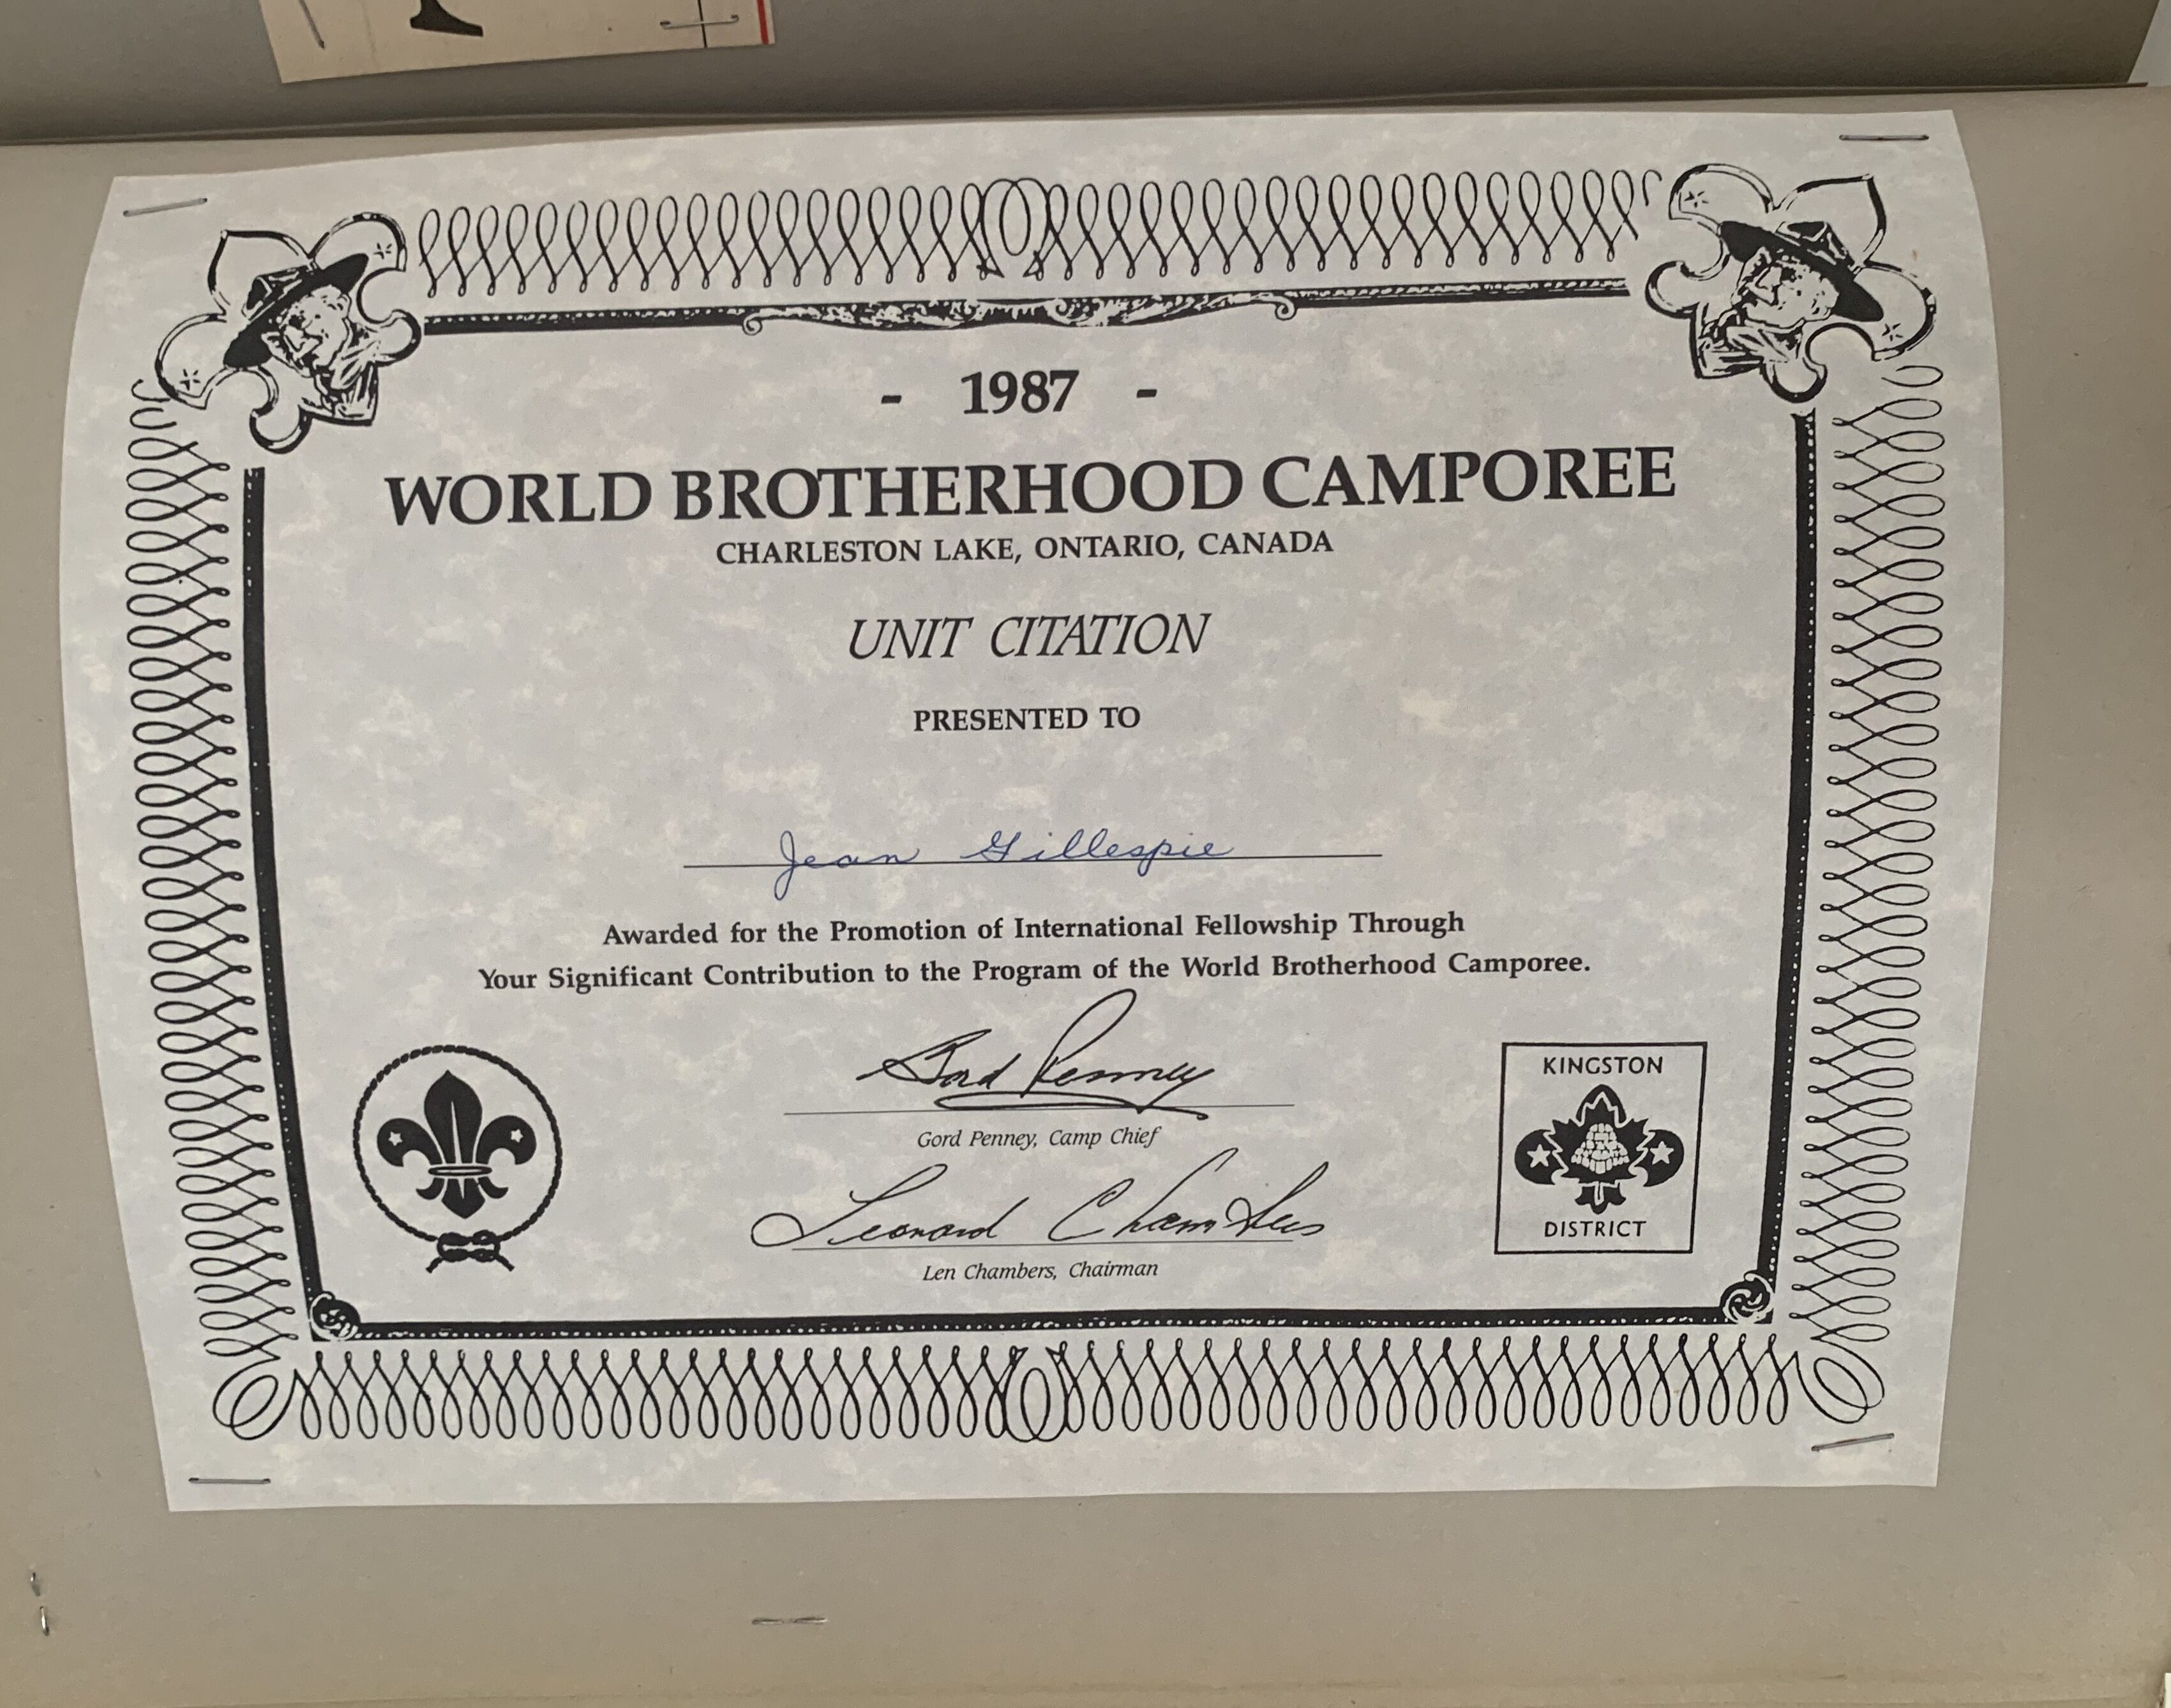 - 1987 -
WORLD BROTHERHOOD CAMPOREE
CHARLESTON LAKE, ONTARIO, CANADA
UNIT CITATION
PRESENTED TO
Jean Gillespie
Awarded for the Promotion of International Fellowship Through
Your Significant Contribution to the Program of the World Brotherhood Camporee.
Gord Penney
Gord Penney, Camp Chief
Leonard Chambers
Len Chambers, Chairman
KINGSTON
DISTRICT